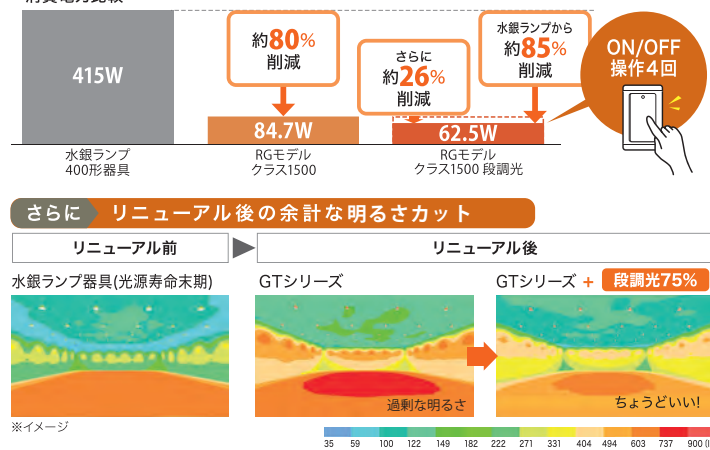 消費電力比較
415W
約80%
削減
さらに
約26%
削減
水銀ランプから
約85%
削減
ON/OFF
操作4回
84.7W
62.5W
水銀ランプ
400形器具
RGモデル
クラス1500
RGモデル
クラス1500 段調光
さらに リニューアル後の余計な明るさカット
リニューアル前
リニューアル後
水銀ランプ器具(光源寿命末期)
GTシリーズ
GTシリーズ + 段調光75%
過剰な明るさ
ちょうどいい!
※イメージ
35 59 100 122 149 182 222 271 331 404 494 603 737 900